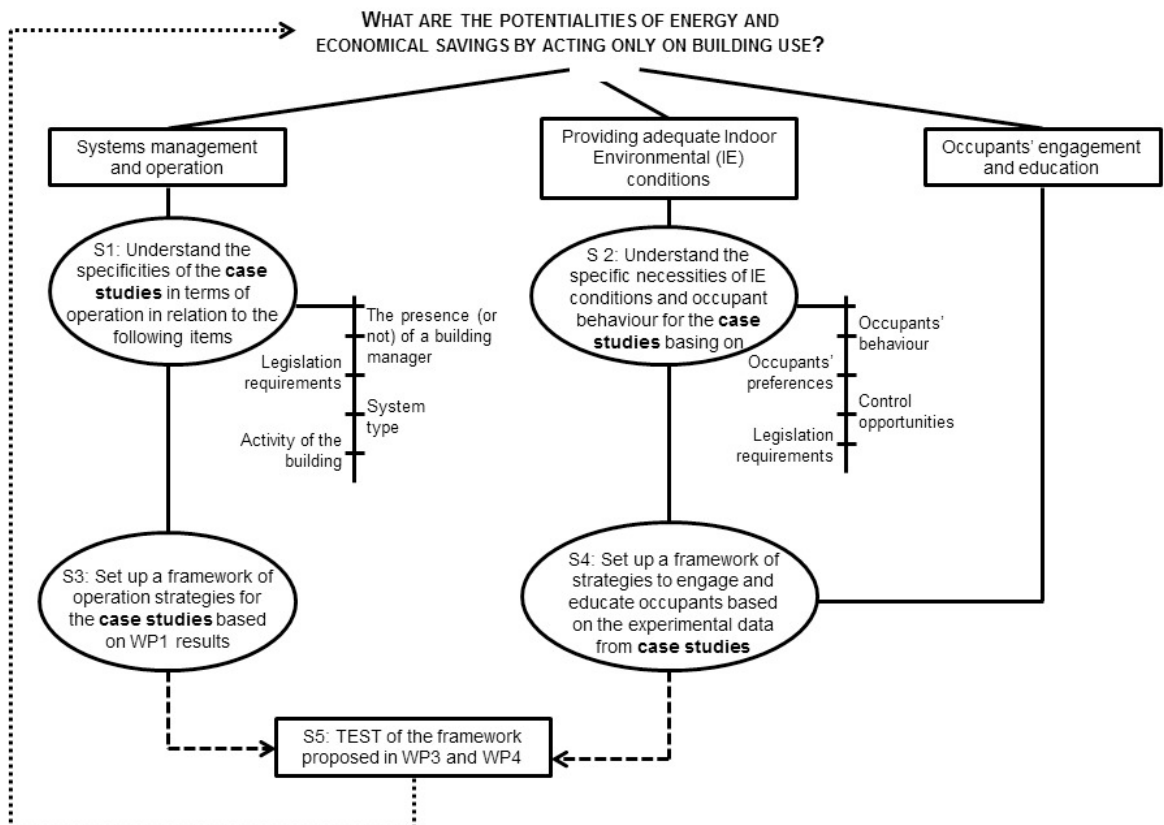 WHAT ARE THE POTENTIALITIES OF ENERGY AND
ECONOMICAL SAVINGS BY ACTING ONLY ON BUILDING USE?
Systems management
and operation
Providing adequate Indoor
Environmental (IE)
conditions
Occupants' engagement
and education
S1: Understand the
specificities of the case
studies in terms of
operation in relation to the
following items
The presence (or
not) of a building
manager
Legislation
requirements
System
type
Activity of the
building
S 2: Understand the
specific necessities of IE
conditions and occupant
behaviour for the case
studies basing on
Occupants'
behaviour
Occupants'
preferences
Control
opportunities
Legislation
requirements
S3: Set up a framework of
operation strategies for
the case studies based
on WP1 results
S4: Set up a framework of
strategies to engage and
educate occupants based
on the experimental data
from case studies
S5: TEST of the framework
proposed in WP3 and WP4